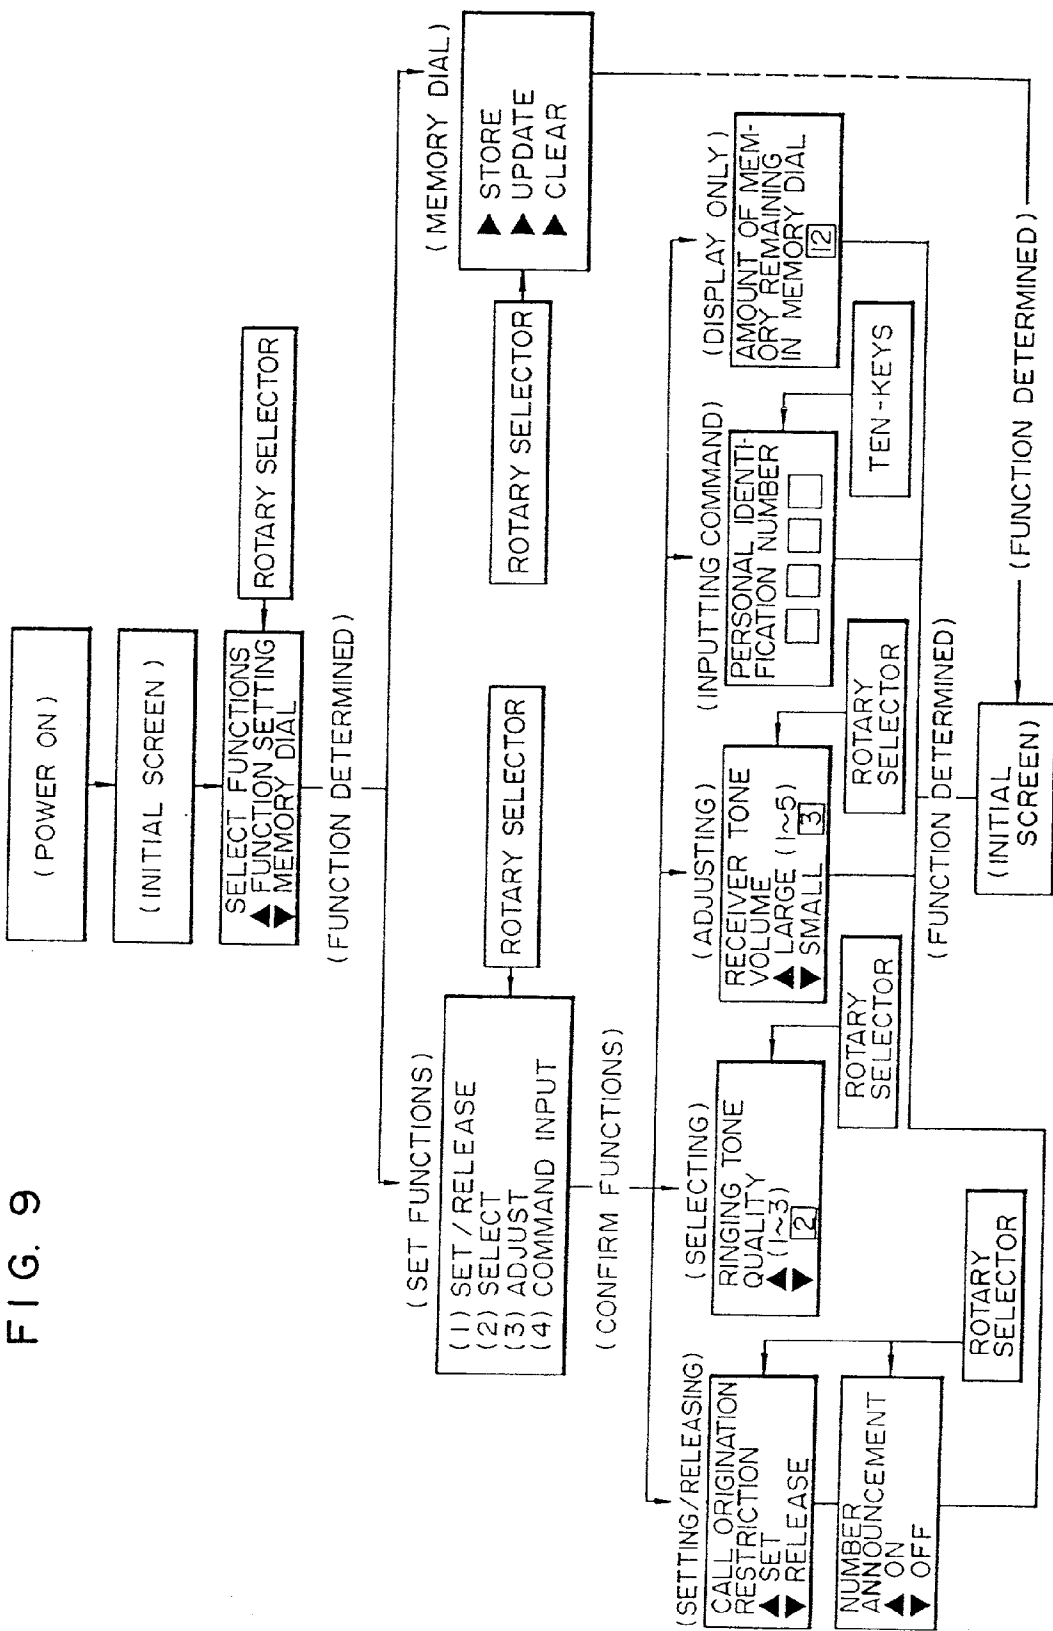 FIG. 9
(POWER ON)
(INITIAL SCREEN)
SELECT FUNCTIONS
▲ FUNCTION SETTING
▼ MEMORY DIAL
ROTARY SELECTOR
(FUNCTION DETERMINED)
(SET FUNCTIONS)
(1) SET/RELEASE
(2) SELECT
(3) ADJUST
(4) COMMAND INPUT
ROTARY SELECTOR
(MEMORY DIAL)
▶ STORE
▶ UPDATE
▶ CLEAR
ROTARY SELECTOR
(CONFIRM FUNCTIONS)
(SETTING/RELEASING)
CALL ORIGINATION
RESTRICTION
▲ SET
▼ RELEASE
NUMBER
ANNOUNCEMENT
▲ ON
▼ OFF
ROTARY
SELECTOR
(SELECTING)
RINGING TONE
QUALITY
▲ (1~3)
▼ 2
ROTARY
SELECTOR
(ADJUSTING)
RECEIVER TONE
VOLUME
▲ LARGE (1~5)
▼ SMALL 3
ROTARY
SELECTOR
(INPUTTING COMMAND)
PERSONAL IDENTI-
FICATION NUMBER
TEN-KEYS
(DISPLAY ONLY)
AMOUNT OF MEM-
ORY REMAINING
IN MEMORY DIAL
12
(FUNCTION DETERMINED)
(INITIAL
SCREEN)
(FUNCTION DETERMINED)